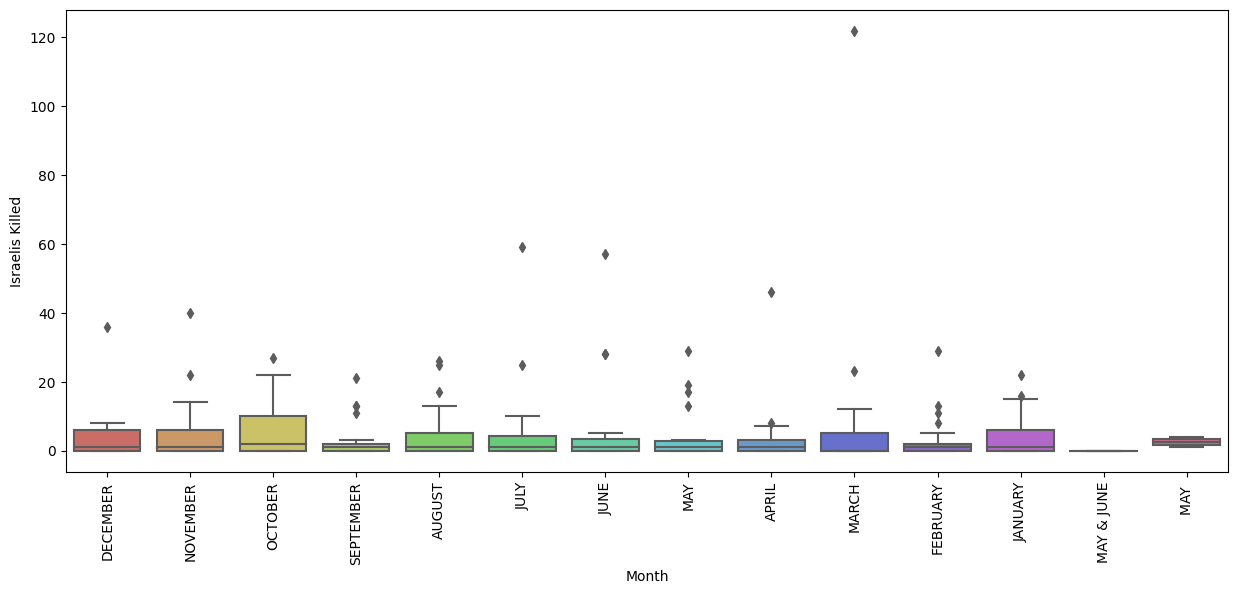 120
100
80
60
40
20
0
Israelis Killed
DECEMBER
NOVEMBER
OCTOBER
SEPTEMBER
AUGUST
JULY
JUNE
MAY
APRIL
MARCH
FEBRUARY
JANUARY
MAY & JUNE
MAY
Month